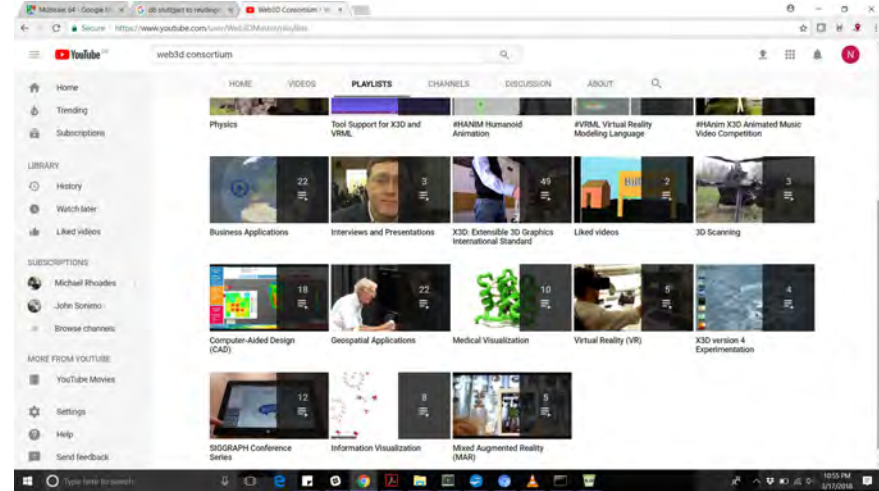 Secure
https://www.youtube.com/user/Web3DMaster/playlists
YouTube
web3d consortium
N
Home
Trending
Subscriptions
LIBRARY
History
Watch later
Liked videos
SUBSCRIPTIONS
Michael Rhoades
Browse channels
MORE FROM YOUTUBE
YouTube Movies
Settings
Help
Send feedback
HOME VIDEOS PLAYLISTS CHANNELS DISCUSSION ABOUT
Physics
Tool Support for X3D and
VRML
#HANIM Humanoid
Animation
#VRML Virtual Reality
Modeling Language
#HAnim X3D Animated Music
Video Competition
22
3
49
2
3
Business Applications
Interviews and Presentations
X3D: Extensible 3D Graphics
International Standard
Liked videos
3D Scanning
18
22
10
5
4
Computer-Aided Design
(CAD)
Geospatial Applications
Medical Visualization
Virtual Reality (VR)
X3D version 4
Experimentation
12
8
5
SIGGRAPH Conference
Series
Information Visualization
Mixed Augmented Reality
(MAR)
Type here to search
10:55 PM
3/17/2018